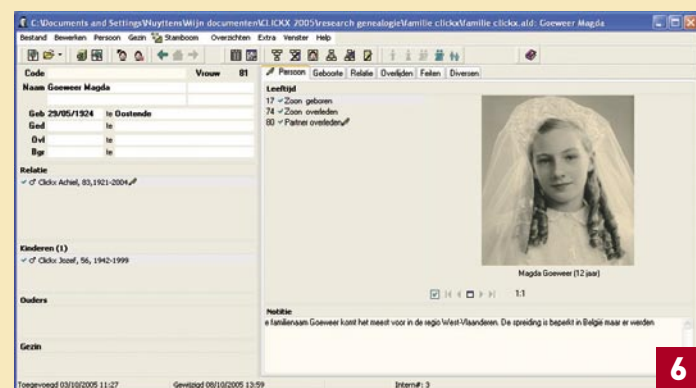 C:\Documents and Settings\Nuyttens\Mijn documenten\CLICKX 2005\research genealogie\familie clickx\familie clickx.ald: Goeweer Magda
Bestand Bewerken Persoon Gezin Stamboom Overzichten Extra Venster Help
Code Vrouw 81
Naam Goeweer Magda
Geb 29/05/1924 te Oostende
Ged te
Ovl te
Bgr te
Relatie
Clickx Achiel, 83,1921-2004
Kinderen (1)
Clickx Jozef, 56, 1942-1999
Ouders
Gezin
Persoon Geboorte Relatie Overlijden Feiten Diversen
Leeftijd
17 Zoon geboren
74 Zoon overleden
80 Partner overleden
Magda Goeweer (12 jaar)
1:1
Notitie
e familienaam Goeweer komt het meest voor in de regio West-Vlaanderen. De spreiding is beperkt in België maar er werden
Toegevoegd 03/10/2005 11:27 Gewijzigd 08/10/2005 13:59 Intern#: 3
6